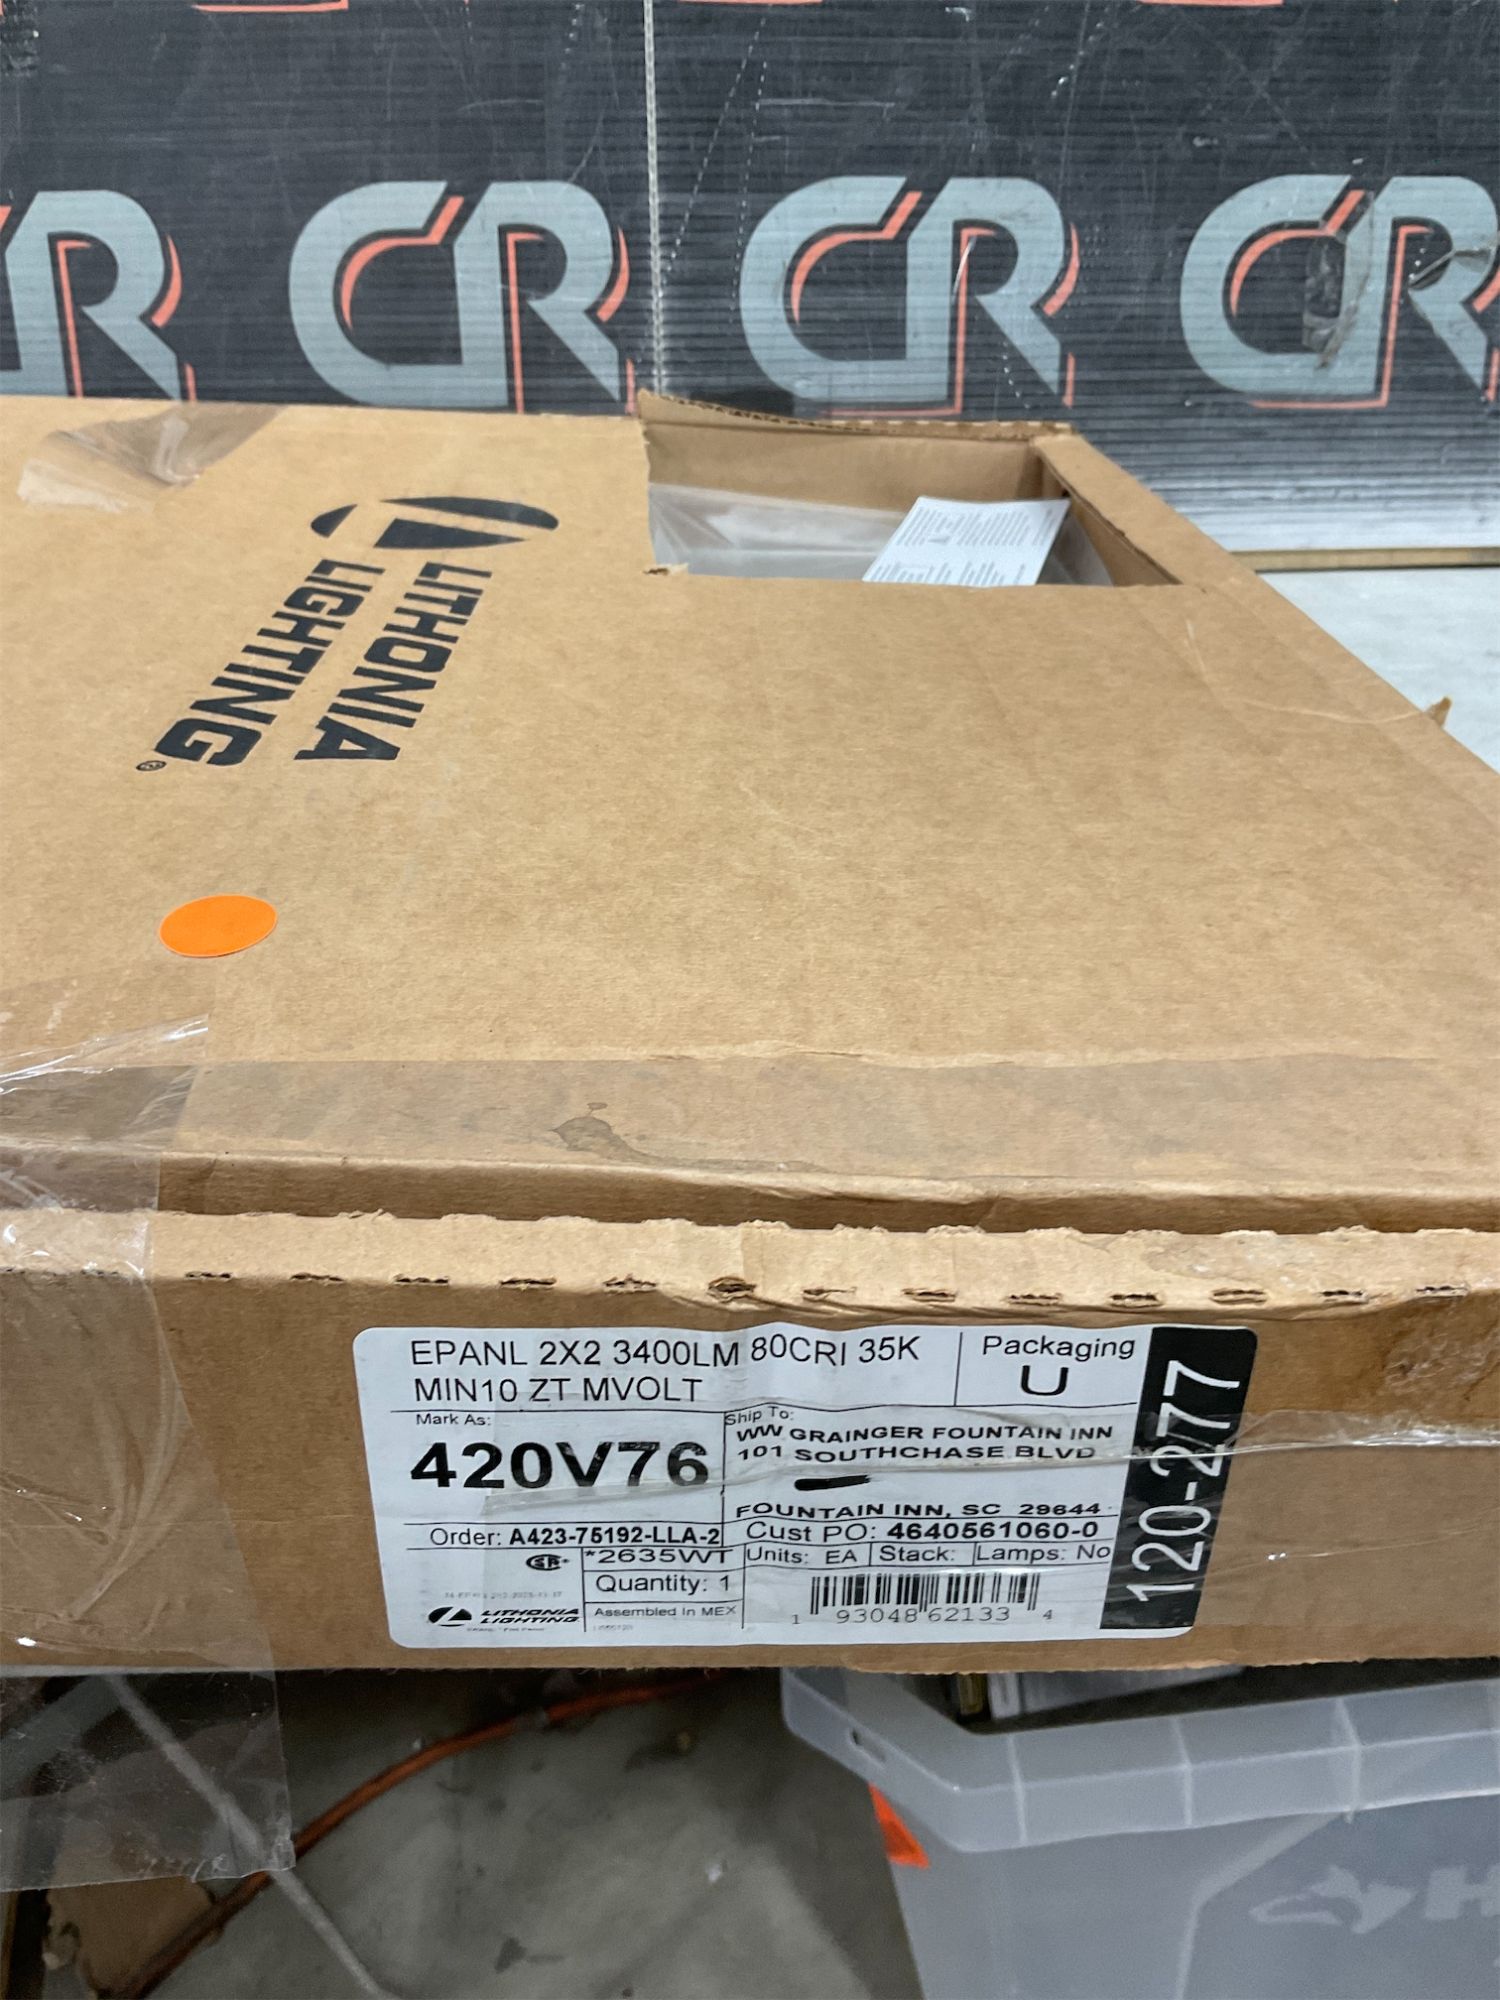 CR CR CR CR
LITHONIA
LIGHTING®
EPANL 2X2 3400LM 80CRI 35K
MIN10 ZT MVOLT
Packaging
U
120-277
Mark As:
420V76
Ship To:
WW GRAINGER FOUNTAIN INN
101 SOUTHCHASE BLVD
FOUNTAIN INN, SC 29644
Order: A423-75192-LLA-2
Cust PO: 4640561060-0
*2635WT
Units: EA
Stack:
Lamps: No
Quantity: 1
LITHONIA
LIGHTING
Assembled In MEX
1 93048 62133 4